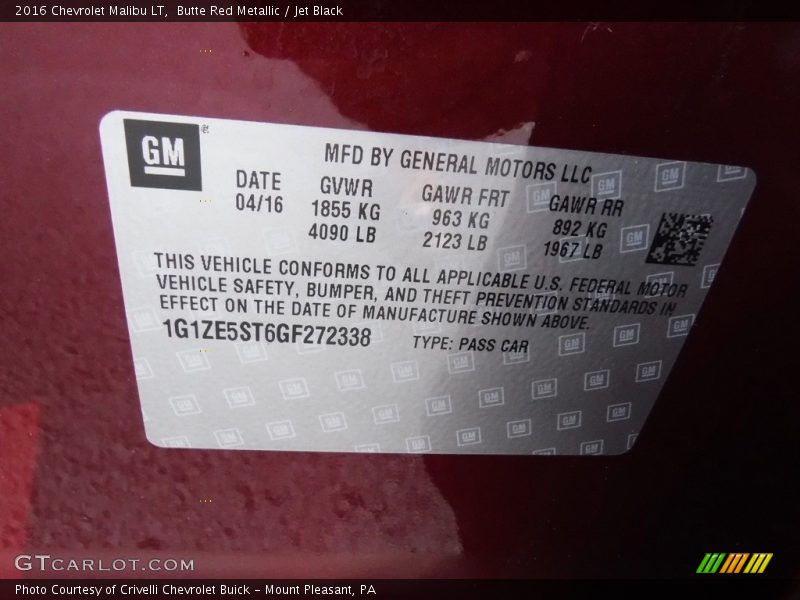 2016 Chevrolet Malibu LT,  Butte Red Metallic / Jet Black
GM
MFD BY GENERAL MOTORS LLC
DATE GVWR GAWR FRT GAWR RR
04/16 1855 KG 963 KG 892 KG
4090 LB 2123 LB 1967 LB
THIS VEHICLE CONFORMS TO ALL APPLICABLE U.S. FEDERAL MOTOR
VEHICLE SAFETY, BUMPER, AND THEFT PREVENTION STANDARDS IN
EFFECT ON THE DATE OF MANUFACTURE SHOWN ABOVE.
1G1ZE5ST6GF272338 TYPE: PASS CAR
GTCARLOT.COM
Photo Courtesy of Crivelli Chevrolet Buick - Mount Pleasant, PA